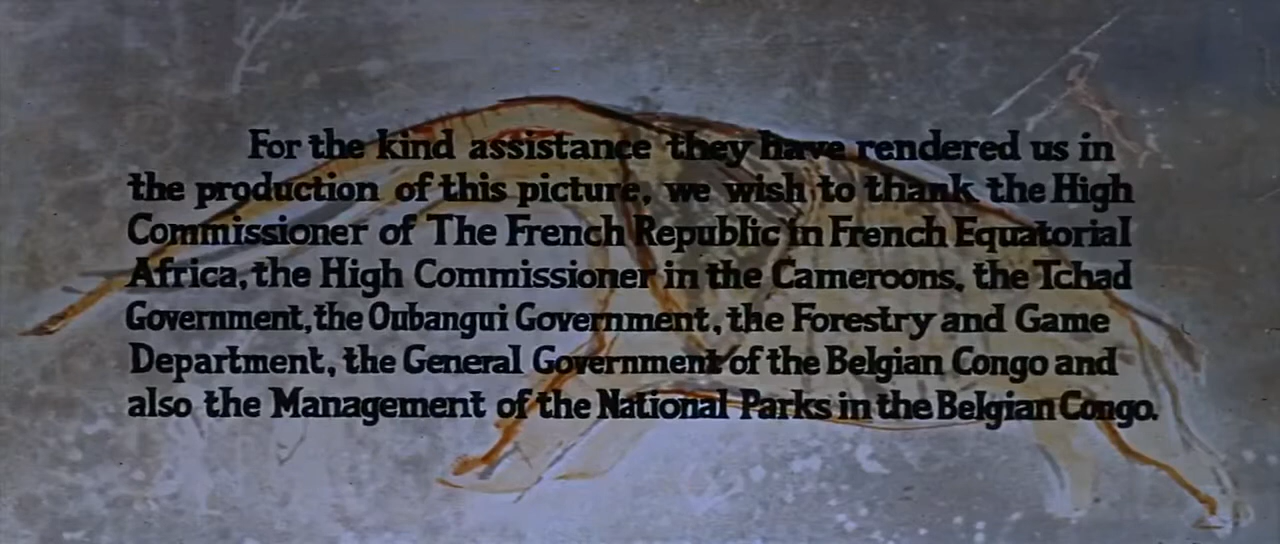 For the kind assistance they have rendered us in
the production of this picture, we wish to thank the High
Commissioner of The French Republic in French Equatorial
Africa, the High Commissioner in the Cameroons, the Tchad
Government, the Oubangui Government, the Forestry and Game
Department, the General Government of the Belgian Congo and
also the Management of the National Parks in the Belgian Congo.